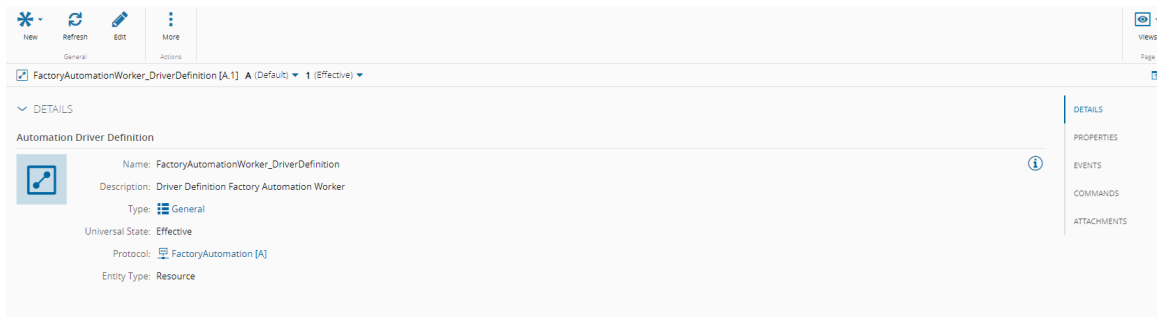 New Refresh Edit More Views
General Actions Page
FactoryAutomationWorker_DriverDefinition [A.1] A (Default) 1 (Effective)
DETAILS
DETAILS
Automation Driver Definition
PROPERTIES
Name: FactoryAutomationWorker_DriverDefinition
EVENTS
Description: Driver Definition Factory Automation Worker
COMMANDS
Type: General
ATTACHMENTS
Universal State: Effective
Protocol: FactoryAutomation [A]
Entity Type: Resource